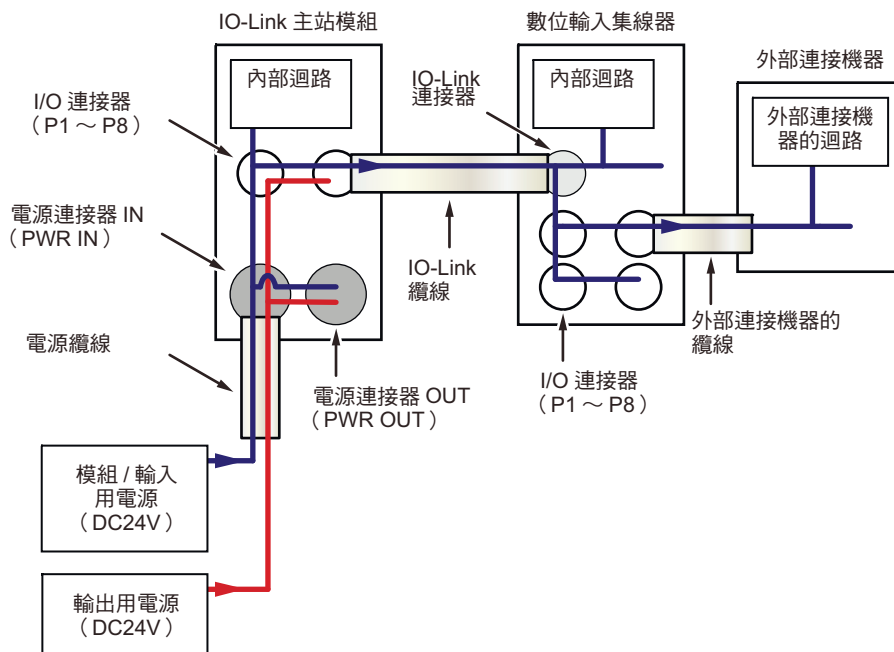 IO-Link 主站模組
數位輸入集線器
外部連接機器
內部迴路
IO-Link
連接器
內部迴路
外部連接機
器的迴路
I/O 連接器
（P1 ～ P8）
電源連接器 IN
（PWR IN）
IO-Link
纜線
外部連接機器的
纜線
電源纜線
電源連接器 OUT
（PWR OUT）
I/O 連接器
（P1 ～ P8）
模組 / 輸入
用電源
（DC24V）
輸出用電源
（DC24V）